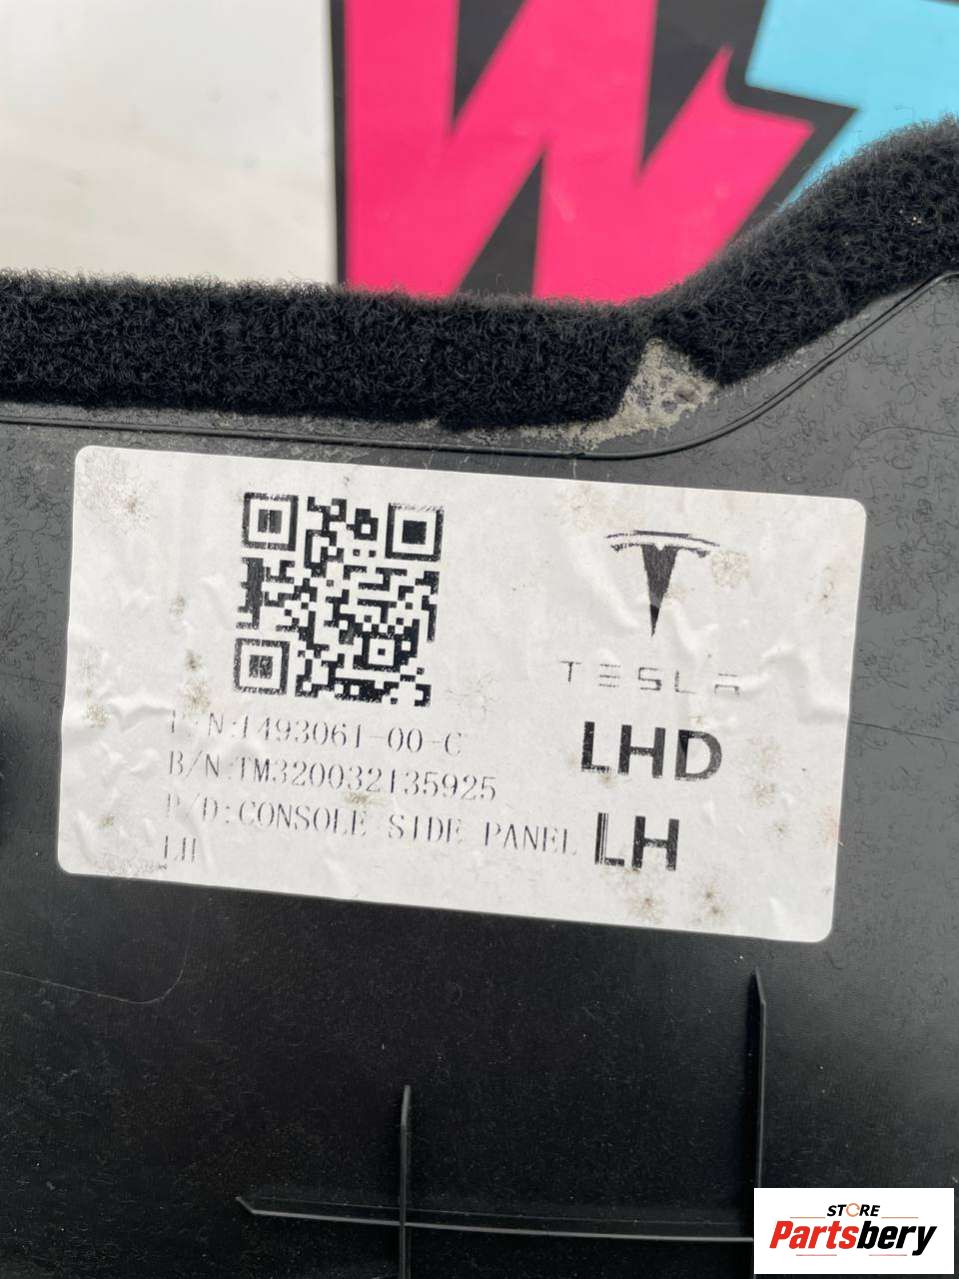 W
TESLA
P/N:1493061-00-C
LHD
B/N:TM320032135925
P/D:CONSOLE SIDE PANEL
LH
LH
STORE
Partsbery